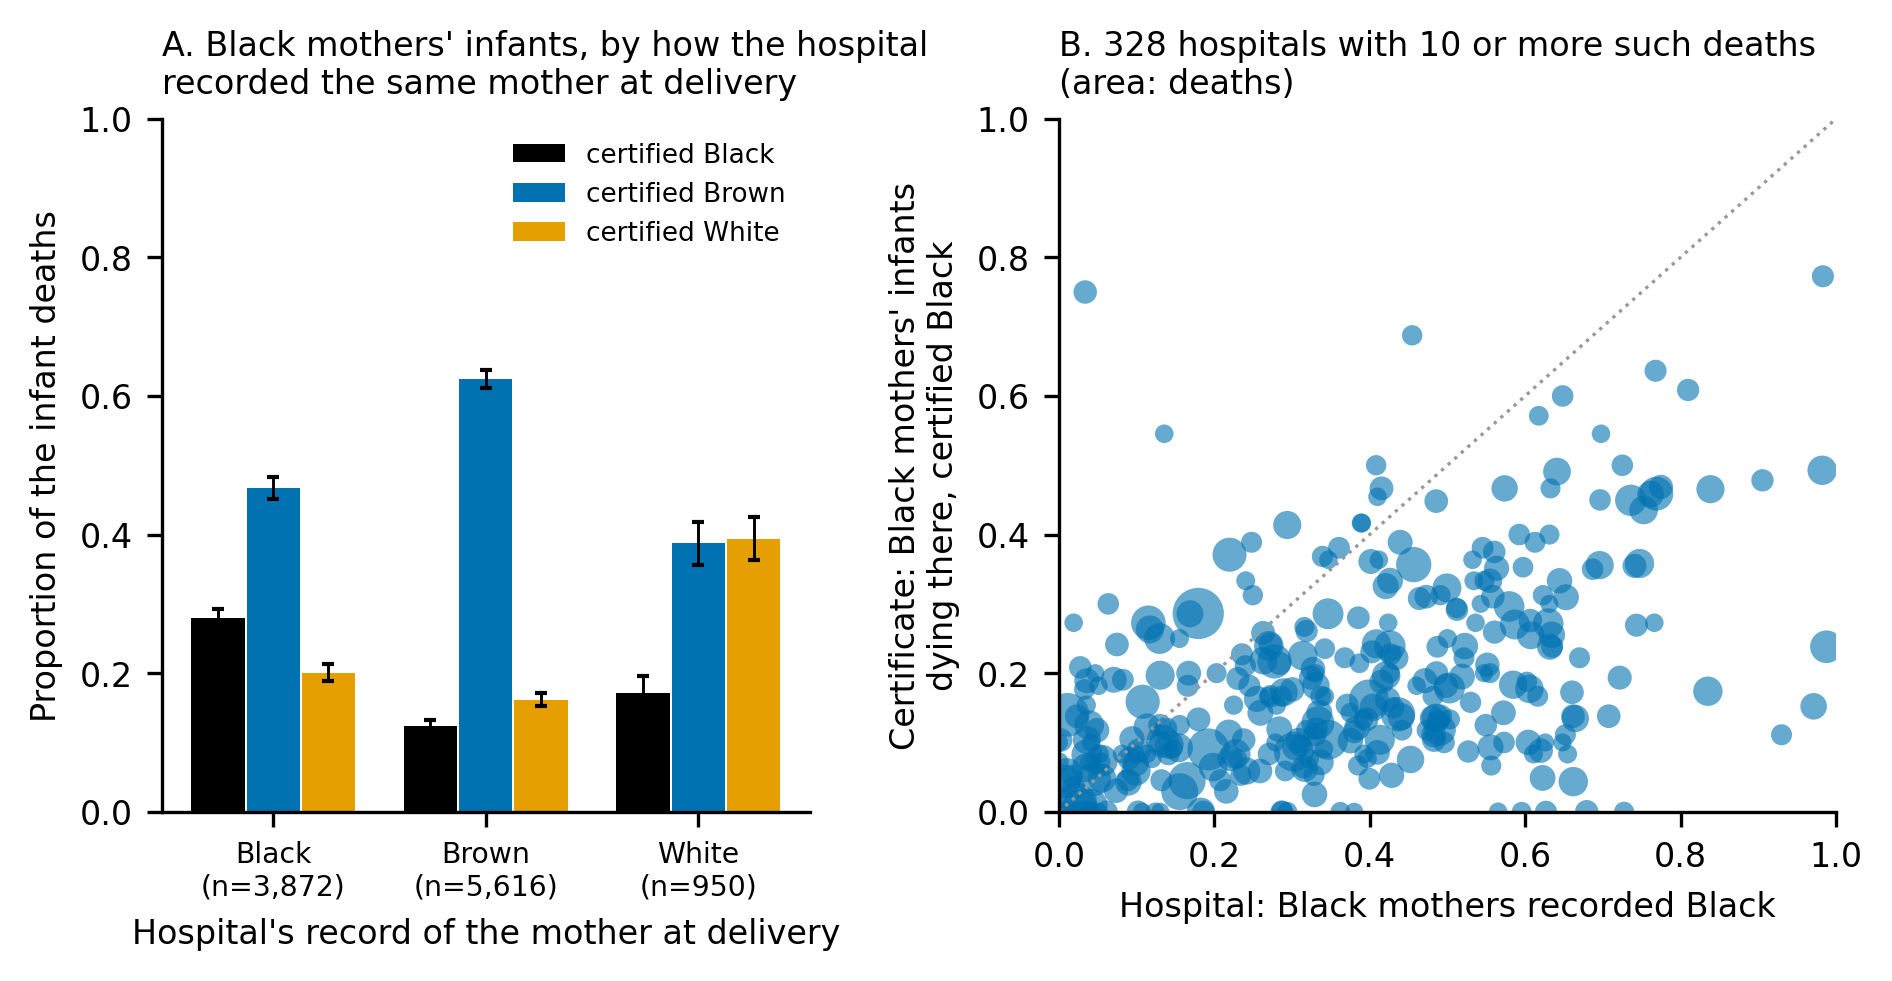 A. Black mothers' infants, by how the hospital
recorded the same mother at delivery
Proportion of the infant deaths
1.0
0.8
0.6
0.4
0.2
0.0
certified Black
certified Brown
certified White
Black
(n=3,872)
Brown
(n=5,616)
White
(n=950)
Hospital's record of the mother at delivery
B. 328 hospitals with 10 or more such deaths
(area: deaths)
Certificate: Black mothers' infants
dying there, certified Black
1.0
0.8
0.6
0.4
0.2
0.0
0.0
0.2
0.4
0.6
0.8
1.0
Hospital: Black mothers recorded Black